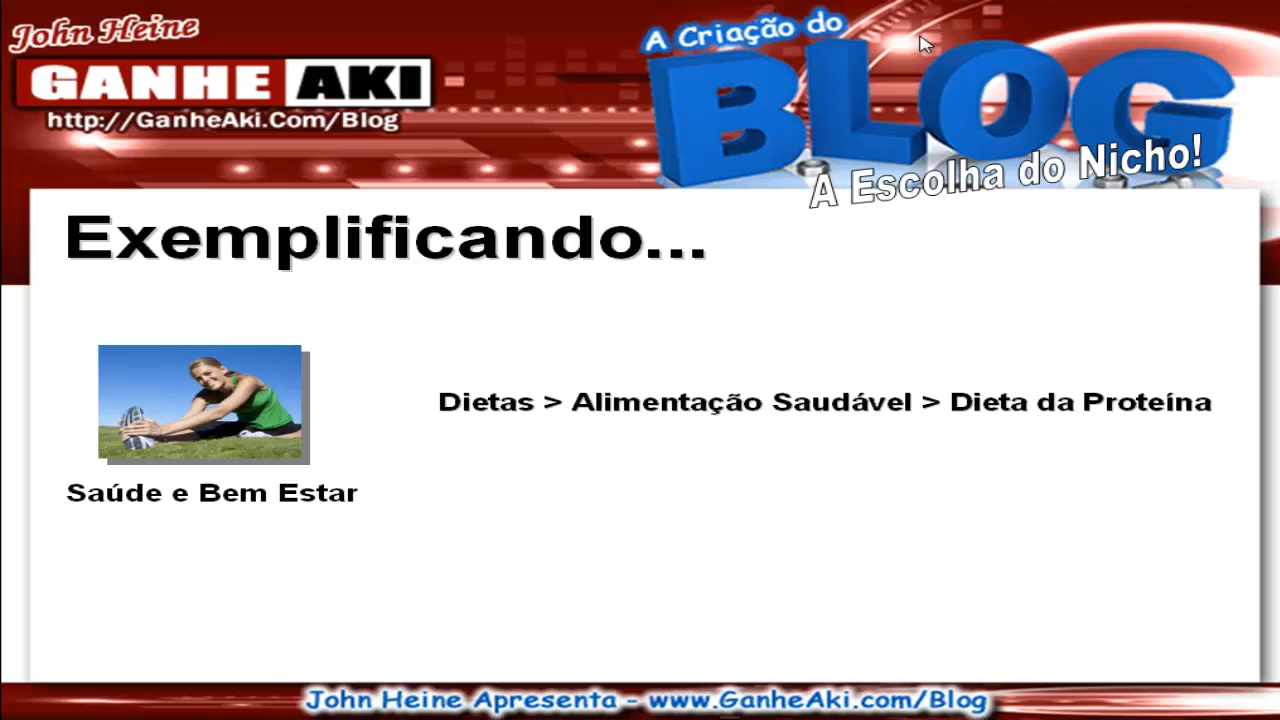 John Heine
GANHE AKI
http://GanheAki.Com/Blog
A Criação do
BLOG
A Escolha do Nicho!
Exemplificando...
Dietas > Alimentação Saudável > Dieta da Proteína
Saúde e Bem Estar
John Heine Apresenta - www.GanheAki.com/Blog